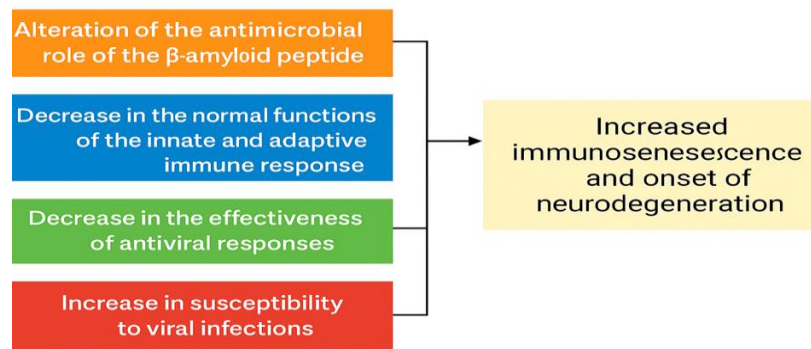 Alteration of the antimicrobial
role of the β-amyloid peptide
Decrease in the normal functions
of the innate and adaptive
immune response
Decrease in the effectiveness
of antiviral responses
Increase in susceptibility
to viral infections
Increased
immunosenesescence
and onset of
neurodegeneration